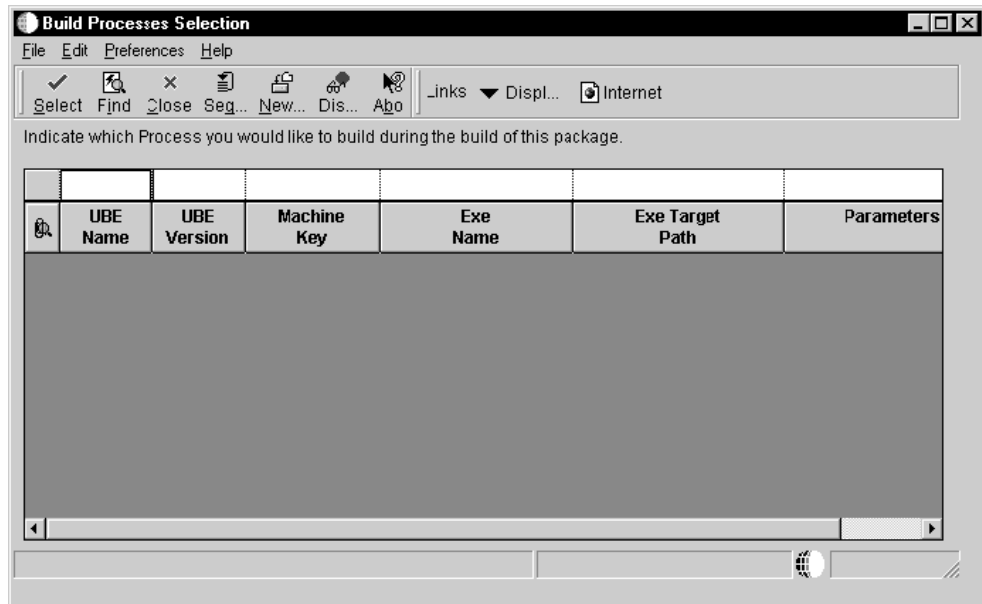 Build Processes Selection
File Edit Preferences Help
Select Find Close Seq... New... Dis... Abo .inks Displ... Internet
Indicate which Process you would like to build during the build of this package.
UBE Name UBE Version Machine Key Exe Name Exe Target Path Parameters